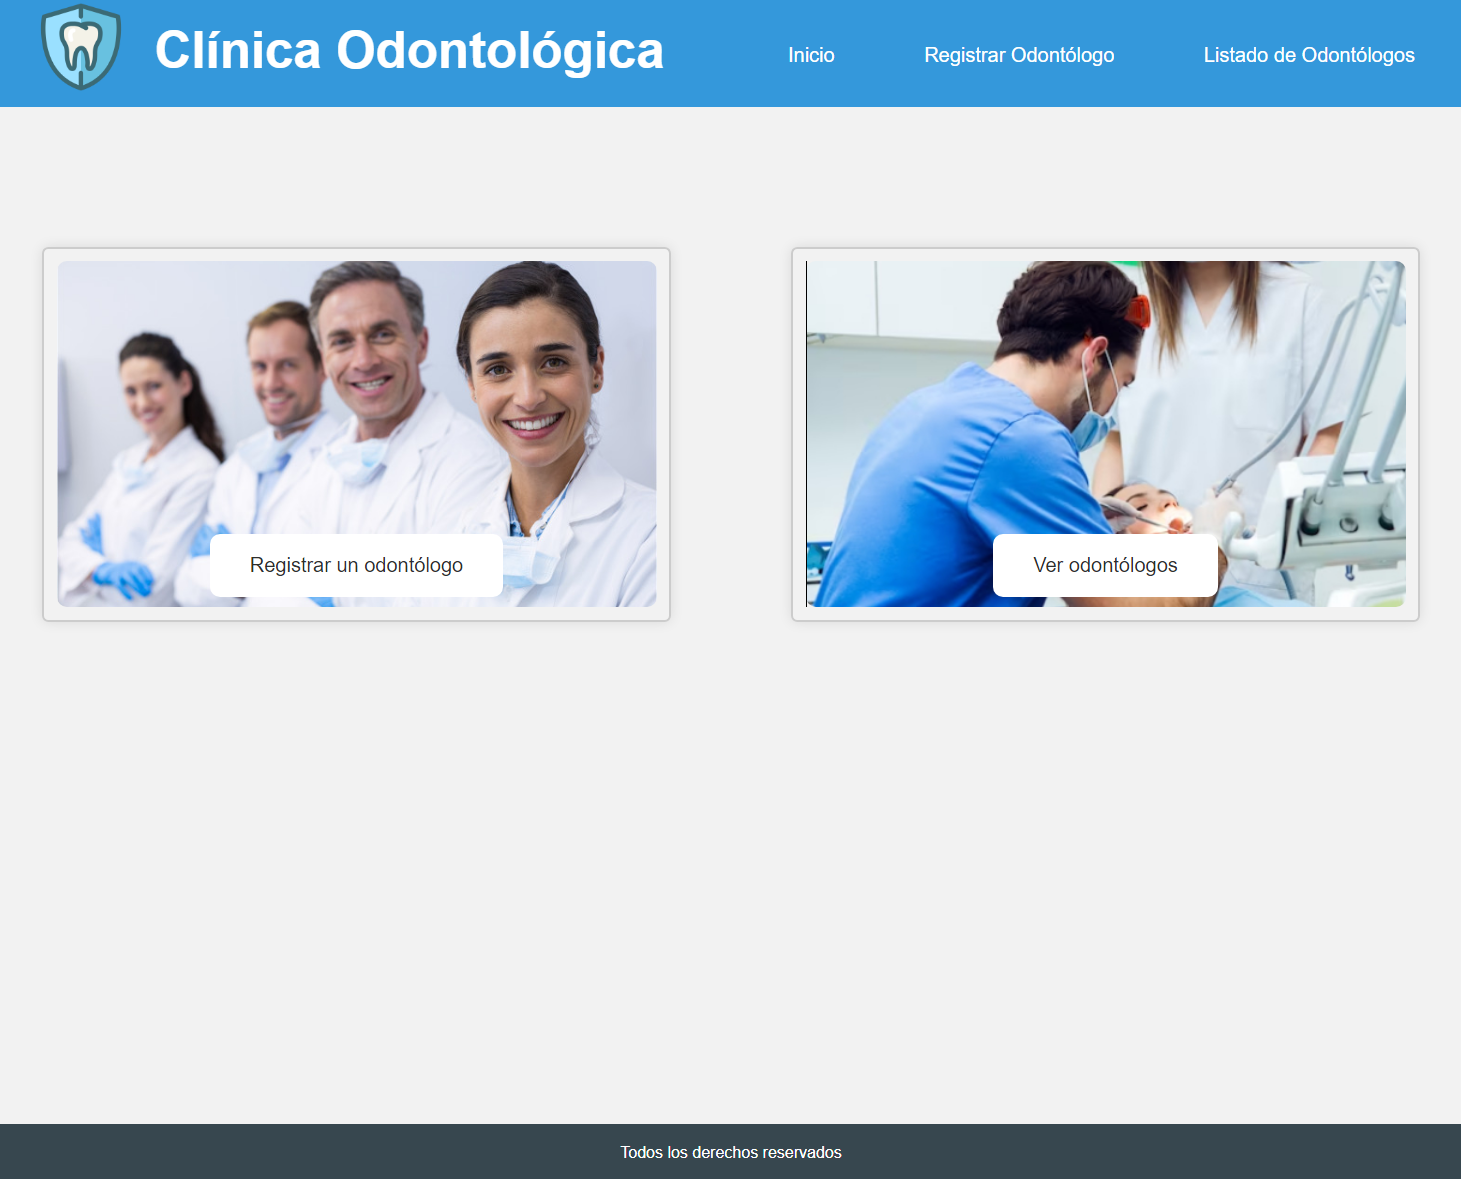 Clínica Odontológica
Inicio
Registrar Odontólogo
Listado de Odontólogos
Registrar un odontólogo
Ver odontólogos
Todos los derechos reservados